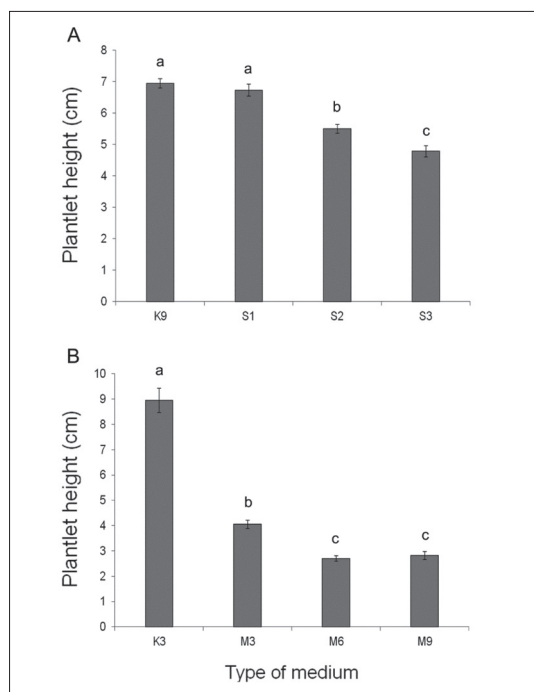 A
8
7
6
5
4
3
2
1
0
Plantlet height (cm)
a
a
b
c
K9
S1
S2
S3
B
10
9
8
7
6
5
4
3
2
1
0
Plantlet height (cm)
a
b
c
c
K3
M3
M6
M9
Type of medium